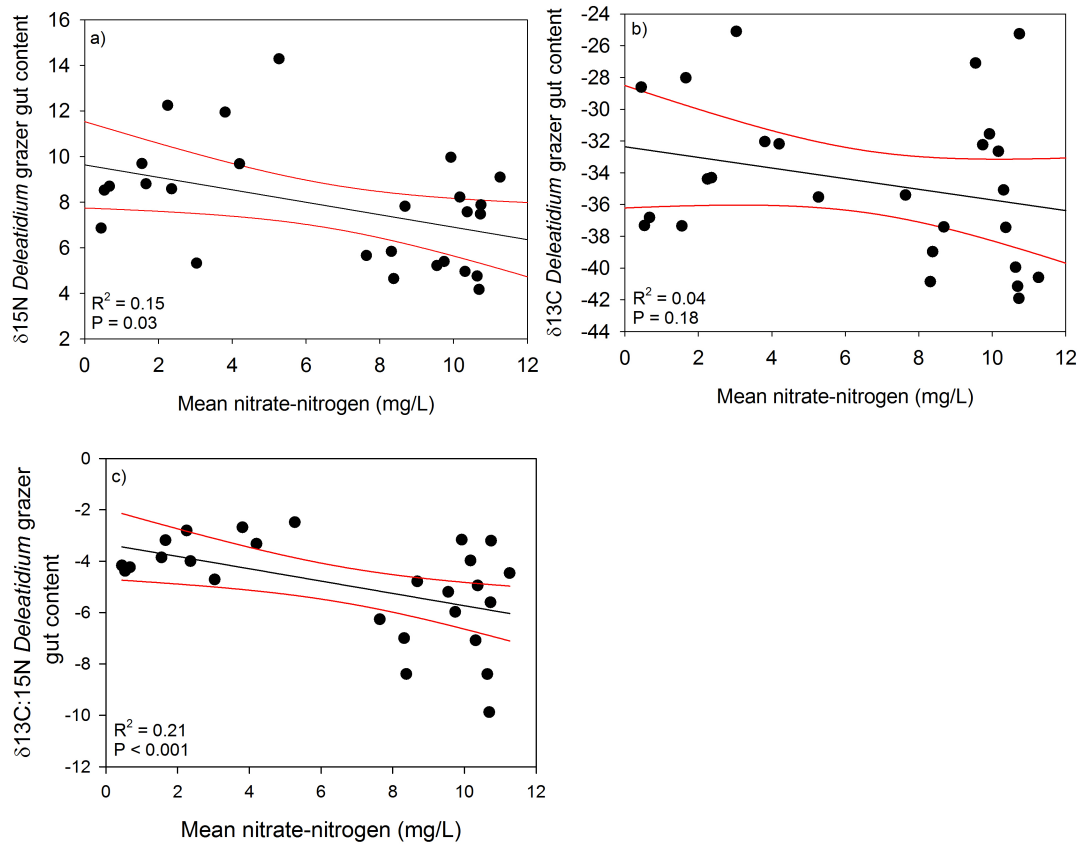 a)
16
14
12
10
8
6
4
2
δ15N Deleatidium grazer gut content
R² = 0.15
P = 0.03
0 2 4 6 8 10 12
Mean nitrate-nitrogen (mg/L)
b)
-24
-26
-28
-30
-32
-34
-36
-38
-40
-42
-44
δ13C Deleatidium grazer gut content
R² = 0.04
P = 0.18
0 2 4 6 8 10 12
Mean nitrate-nitrogen (mg/L)
c)
0
-2
-4
-6
-8
-10
-12
δ13C:15N Deleatidium grazer
gut content
R² = 0.21
P < 0.001
0 2 4 6 8 10 12
Mean nitrate-nitrogen (mg/L)